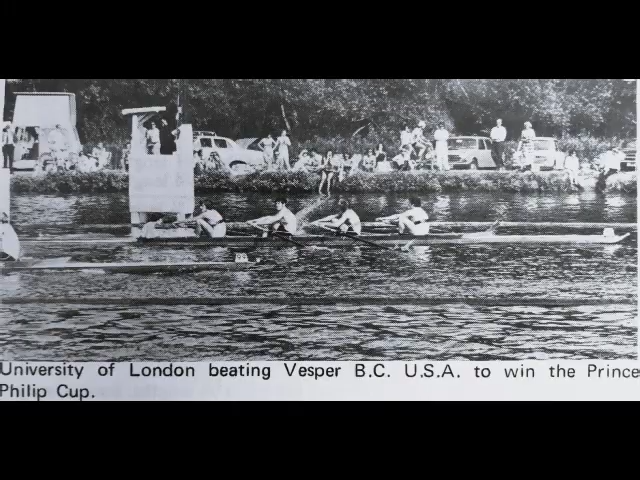 University of London beating Vesper B.C. U.S.A. to win the Prince
Philip Cup.